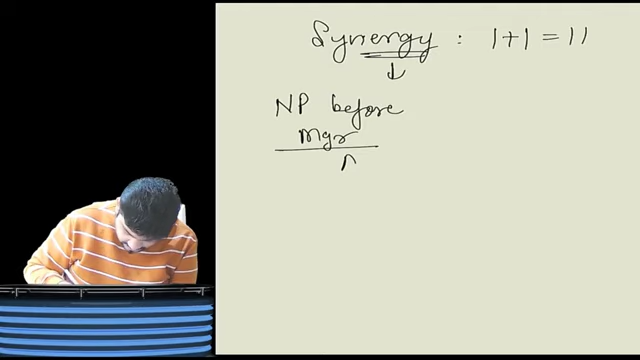 Synergy : 1+1 = 11
↓
NP before
Mgr